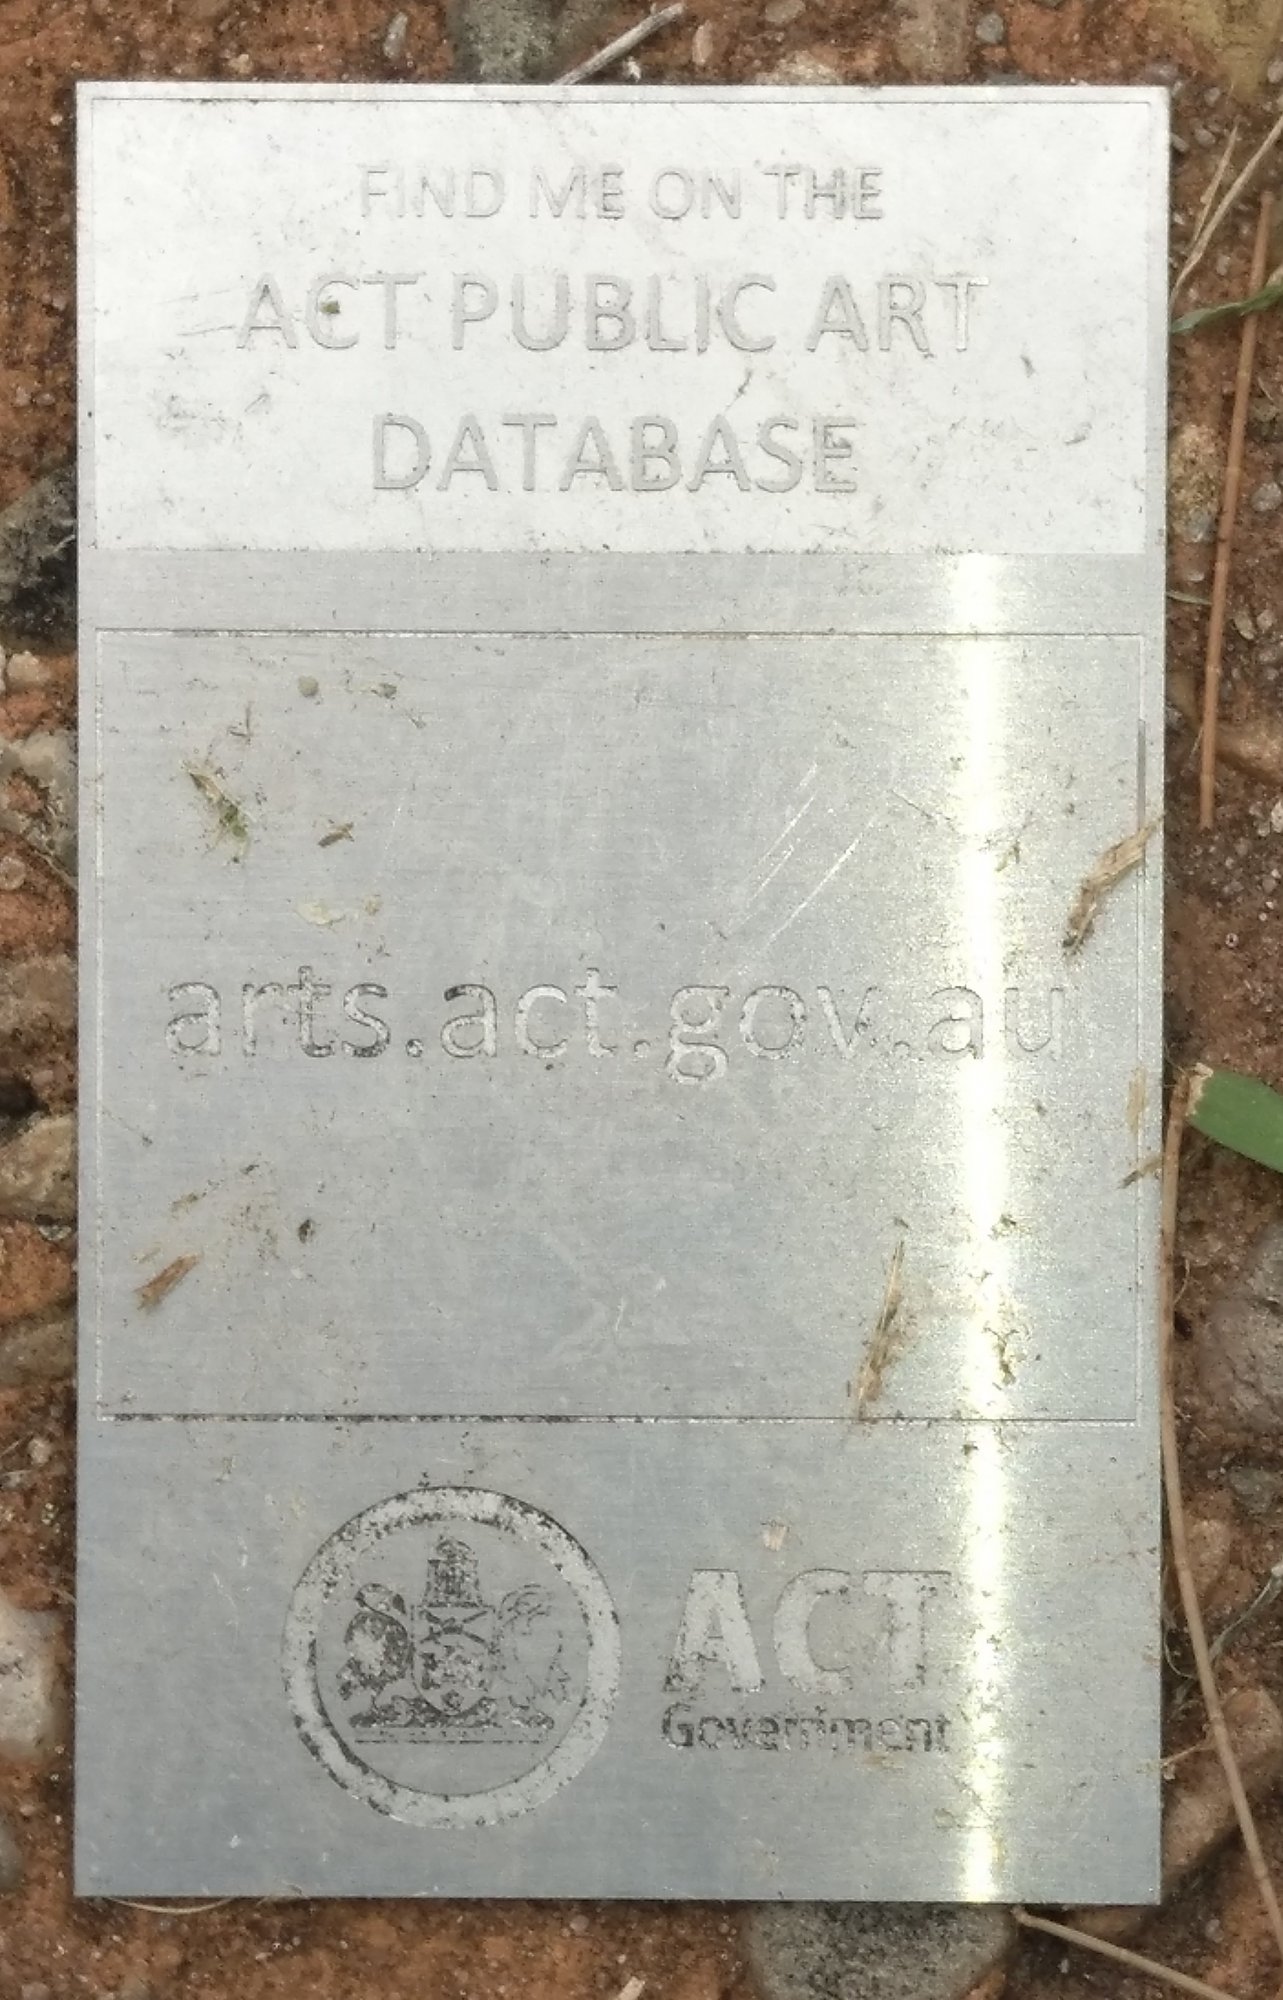 FIND ME ON THE
ACT PUBLIC ART
DATABASE
arts.act.gov.au
ACT
Government